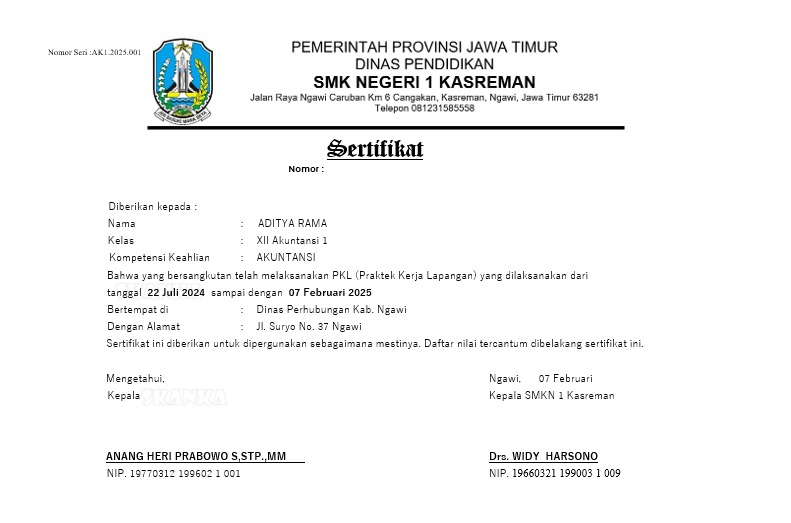 Nomor Seri :AK1.2025.001
PEMERINTAH PROVINSI JAWA TIMUR
DINAS PENDIDIKAN
SMK NEGERI 1 KASREMAN
Jalan Raya Ngawi Caruban Km 6 Cangakan, Kasreman, Ngawi, Jawa Timur 63281
Telepon 081231585558
Sertifikat
Nomor :
Diberikan kepada :
Nama : ADITYA RAMA
Kelas : XII Akuntansi 1
Kompetensi Keahlian : AKUNTANSI
Bahwa yang bersangkutan telah melaksanakan PKL (Praktek Kerja Lapangan) yang dilaksanakan dari
tanggal 22 Juli 2024 sampai dengan 07 Februari 2025
Bertempat di : Dinas Perhubungan Kab. Ngawi
Dengan Alamat : Jl. Suryo No. 37 Ngawi
Sertifikat ini diberikan untuk dipergunakan sebagaimana mestinya. Daftar nilai tercantum dibelakang sertifikat ini.
Mengetahui,
Kepala
SKANKA
ANANG HERI PRABOWO S,STP.,MM
NIP. 19770312 199602 1 001
Ngawi, 07 Februari
Kepala SMKN 1 Kasreman
Drs. WIDY HARSONO
NIP. 19660321 199003 1 009